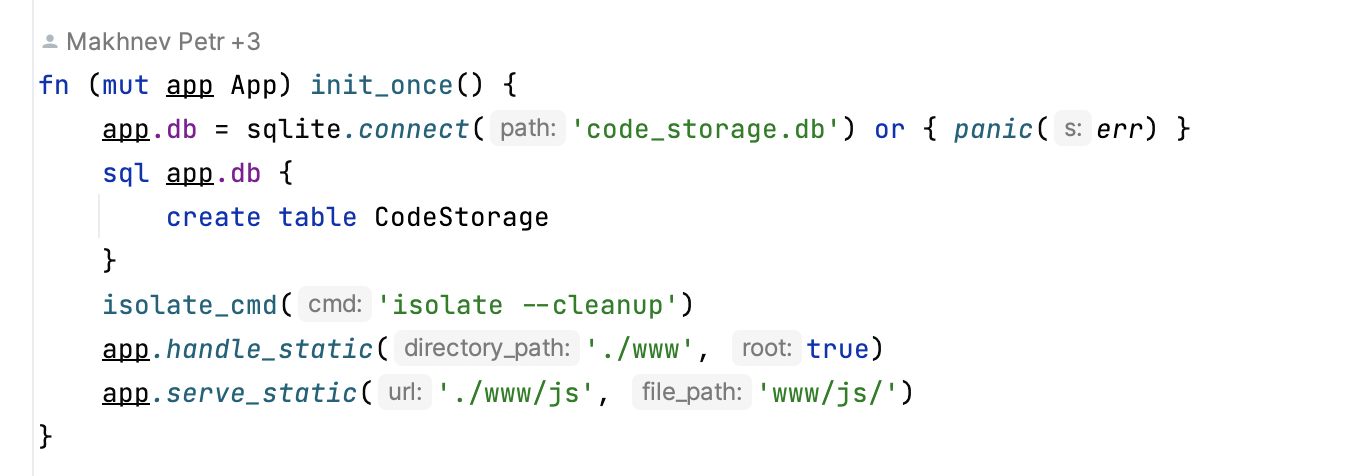 Makhnev Petr +3
fn (mut app App) init_once() {
    app.db = sqlite.connect( path: 'code_storage.db') or { panic( s: err) }
    sql app.db {
        create table CodeStorage
    }
    isolate_cmd( cmd: 'isolate --cleanup')
    app.handle_static( directory_path: './www', root: true)
    app.serve_static( url: './www/js', file_path: 'www/js/')
}